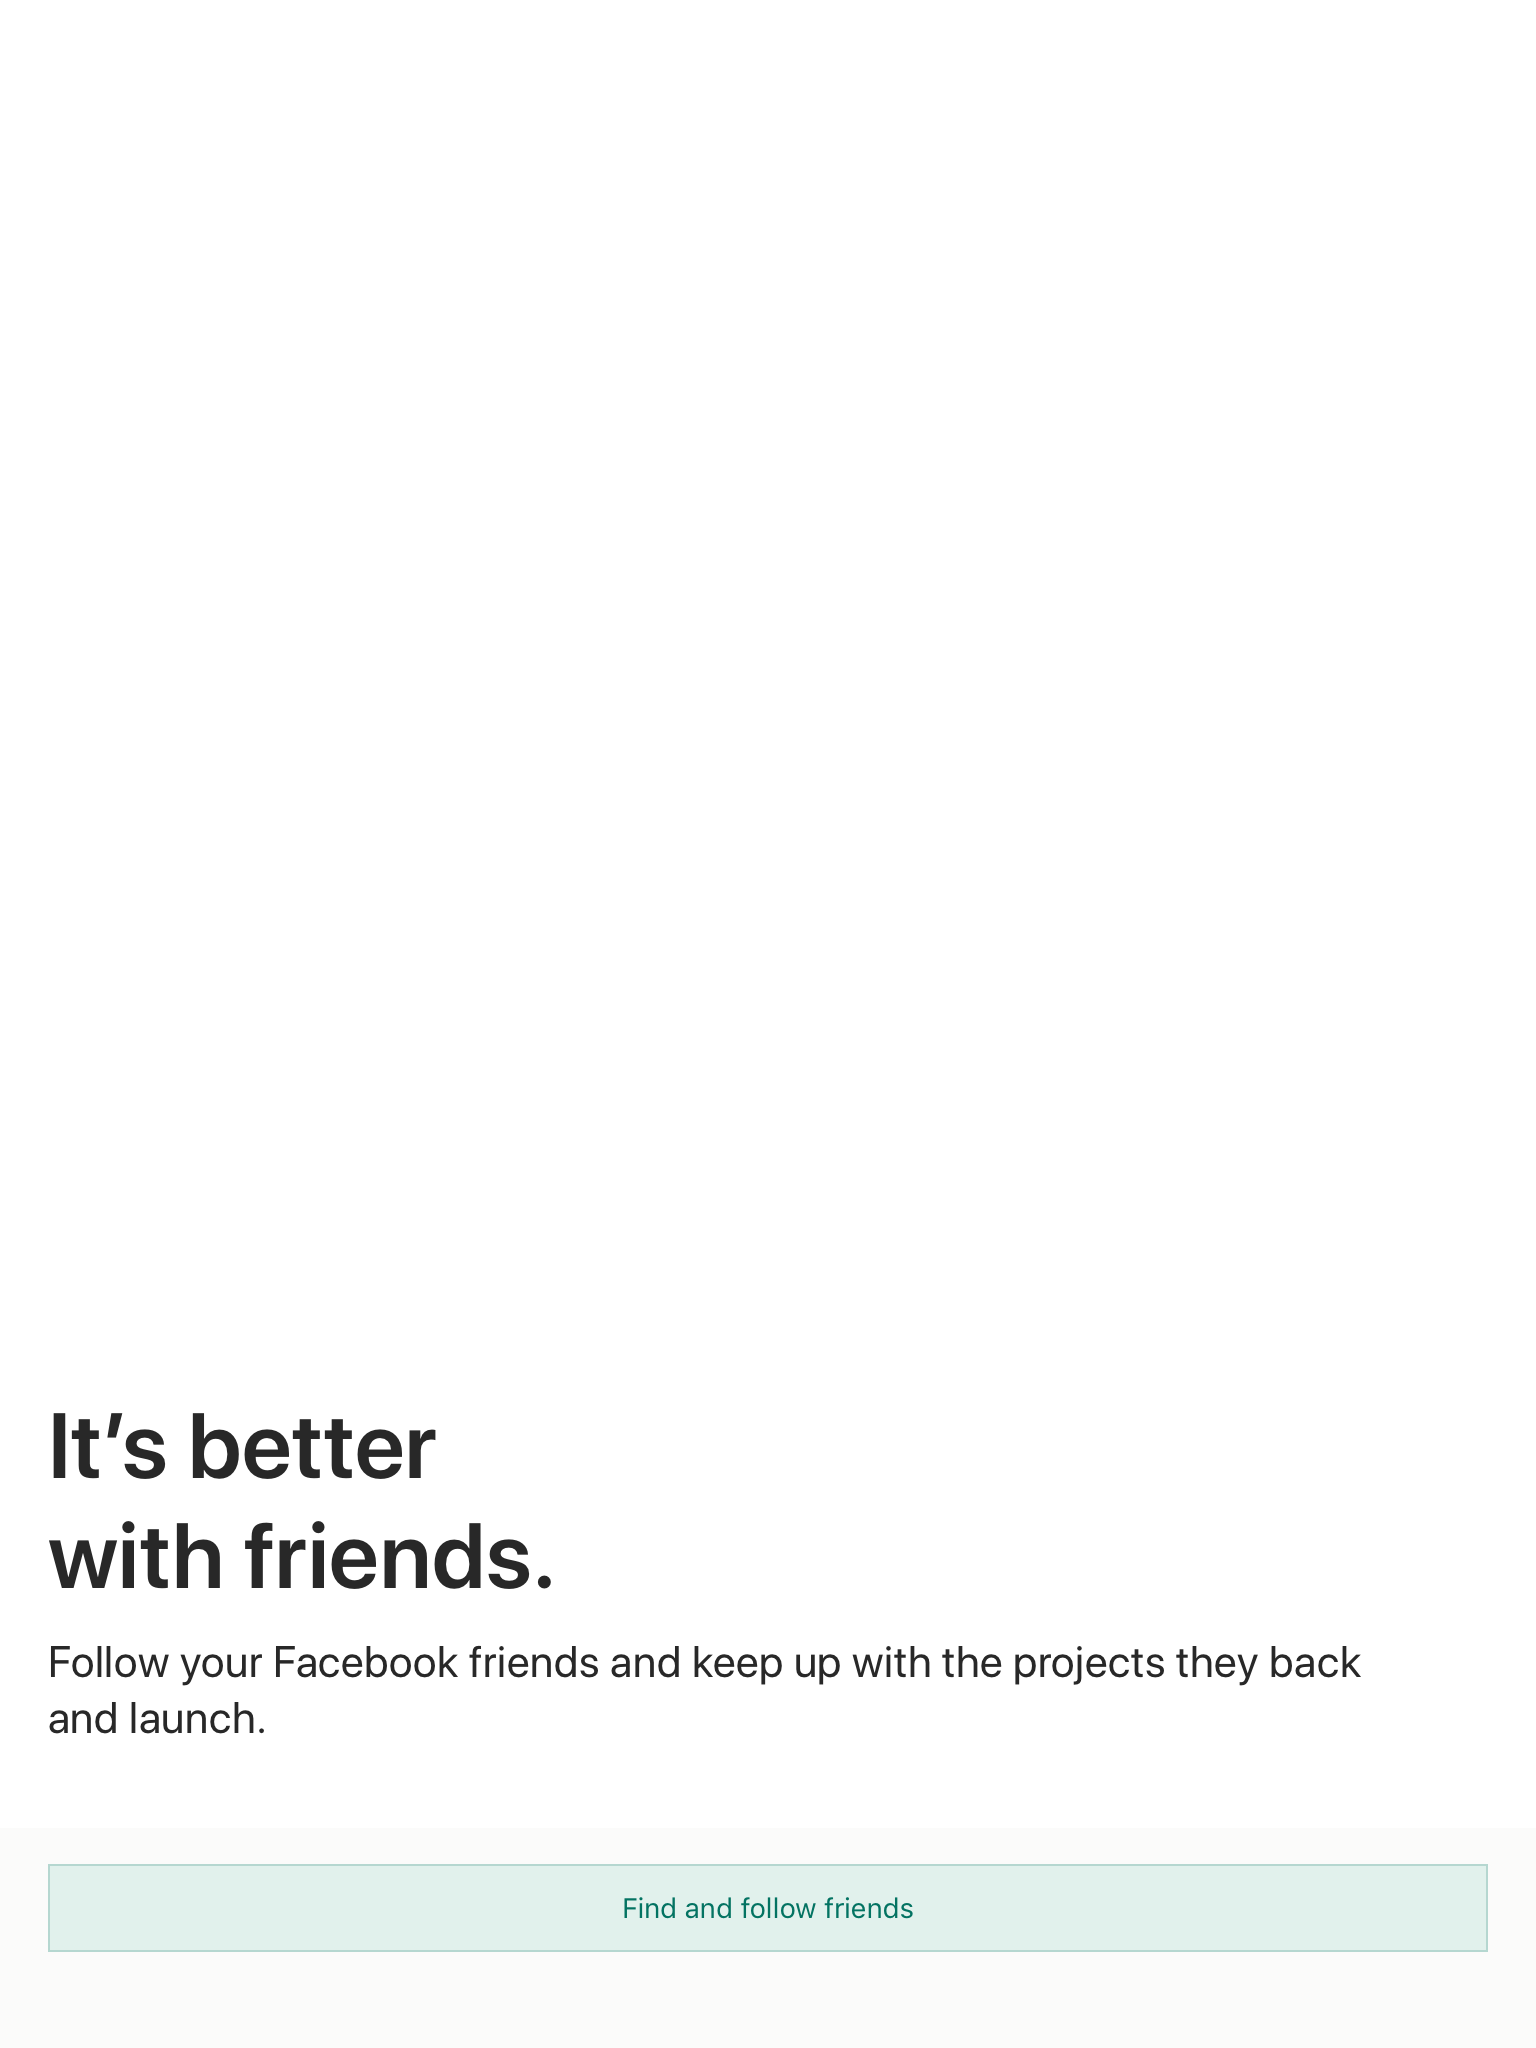 It’s better
with friends.
Follow your Facebook friends and keep up with the projects they back
and launch.
Find and follow friends